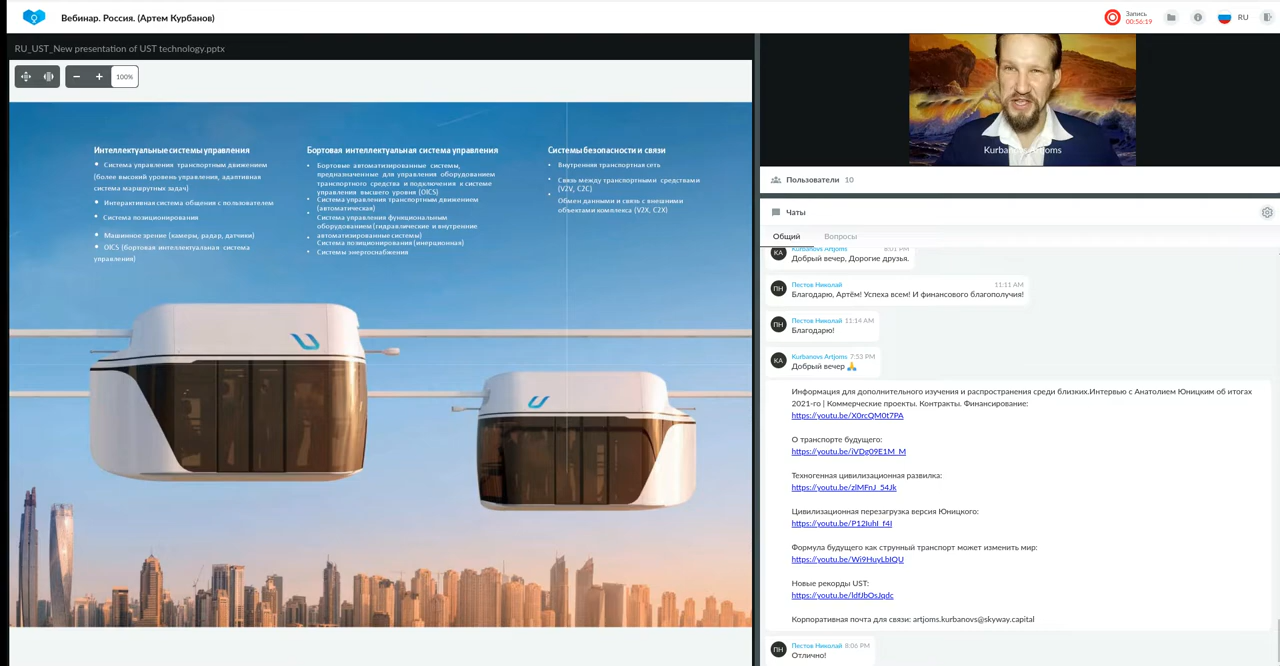 Вебинар. Россия. (Артем Курбанов)
Запись
00:56:19
RU
RU_UST_New presentation of UST technology.pptx
100%
Интеллектуальные системы управления
• Система управления транспортным движением
(более высокий уровень управления, адаптивная
система маршрутных задач)
• Интерактивная система общения с пользователем
• Система позиционирования
• Машинное зрение (камеры, радар, датчики)
• OICS (бортовая интеллектуальная система
управления)
Бортовая интеллектуальная система управления
• Бортовые автоматизированные системы,
предназначенные для управления оборудованием
транспортного средства и подключения к системе
управления высшего уровня (OICS)
• Система управления транспортным движением
(автоматическая)
• Система управления функциональным
оборудованием (гидравлические и внутренние
автоматизированные системы)
• Система позиционирования (инерционная)
• Системы энергоснабжения
Системы безопасности и связи
• Внутренняя транспортная сеть
• Связь между транспортными средствами
(V2V, C2C)
• Обмен данными и связь с внешними
объектами комплекса (V2X, C2X)
Kurbanovs Artjoms
Пользователи 10
Чаты
Общий Вопросы
KA Kurbanovs Artjoms 8:01 PM
Добрый вечер, Дорогие друзья.
ПН Пестов Николай 11:11 AM
Благодарю, Артём! Успеха всем! И финансового благополучия!
ПН Пестов Николай 11:14 AM
Благодарю!
KA Kurbanovs Artjoms 7:53 PM
Добрый вечер 🙏
Информация для дополнительного изучения и распространения среди близких.Интервью с Анатолием Юницким об итогах
2021-го | Коммерческие проекты. Контракты. Финансирование:
https://youtu.be/X0rcQM0t7PA
О транспорте будущего:
https://youtu.be/iVDg09E1M_M
Техногенная цивилизационная развилка:
https://youtu.be/zlMFnJ_54Jk
Цивилизационная перезагрузка версия Юницкого:
https://youtu.be/P12IuhI_f4I
Формула будущего как струнный транспорт может изменить мир:
https://youtu.be/Wi9HuyLbIQU
Новые рекорды UST:
https://youtu.be/ldfJbOsJqdc
Корпоративная почта для связи: artjoms.kurbanovs@skyway.capital
ПН Пестов Николай 8:06 PM
Отлично!